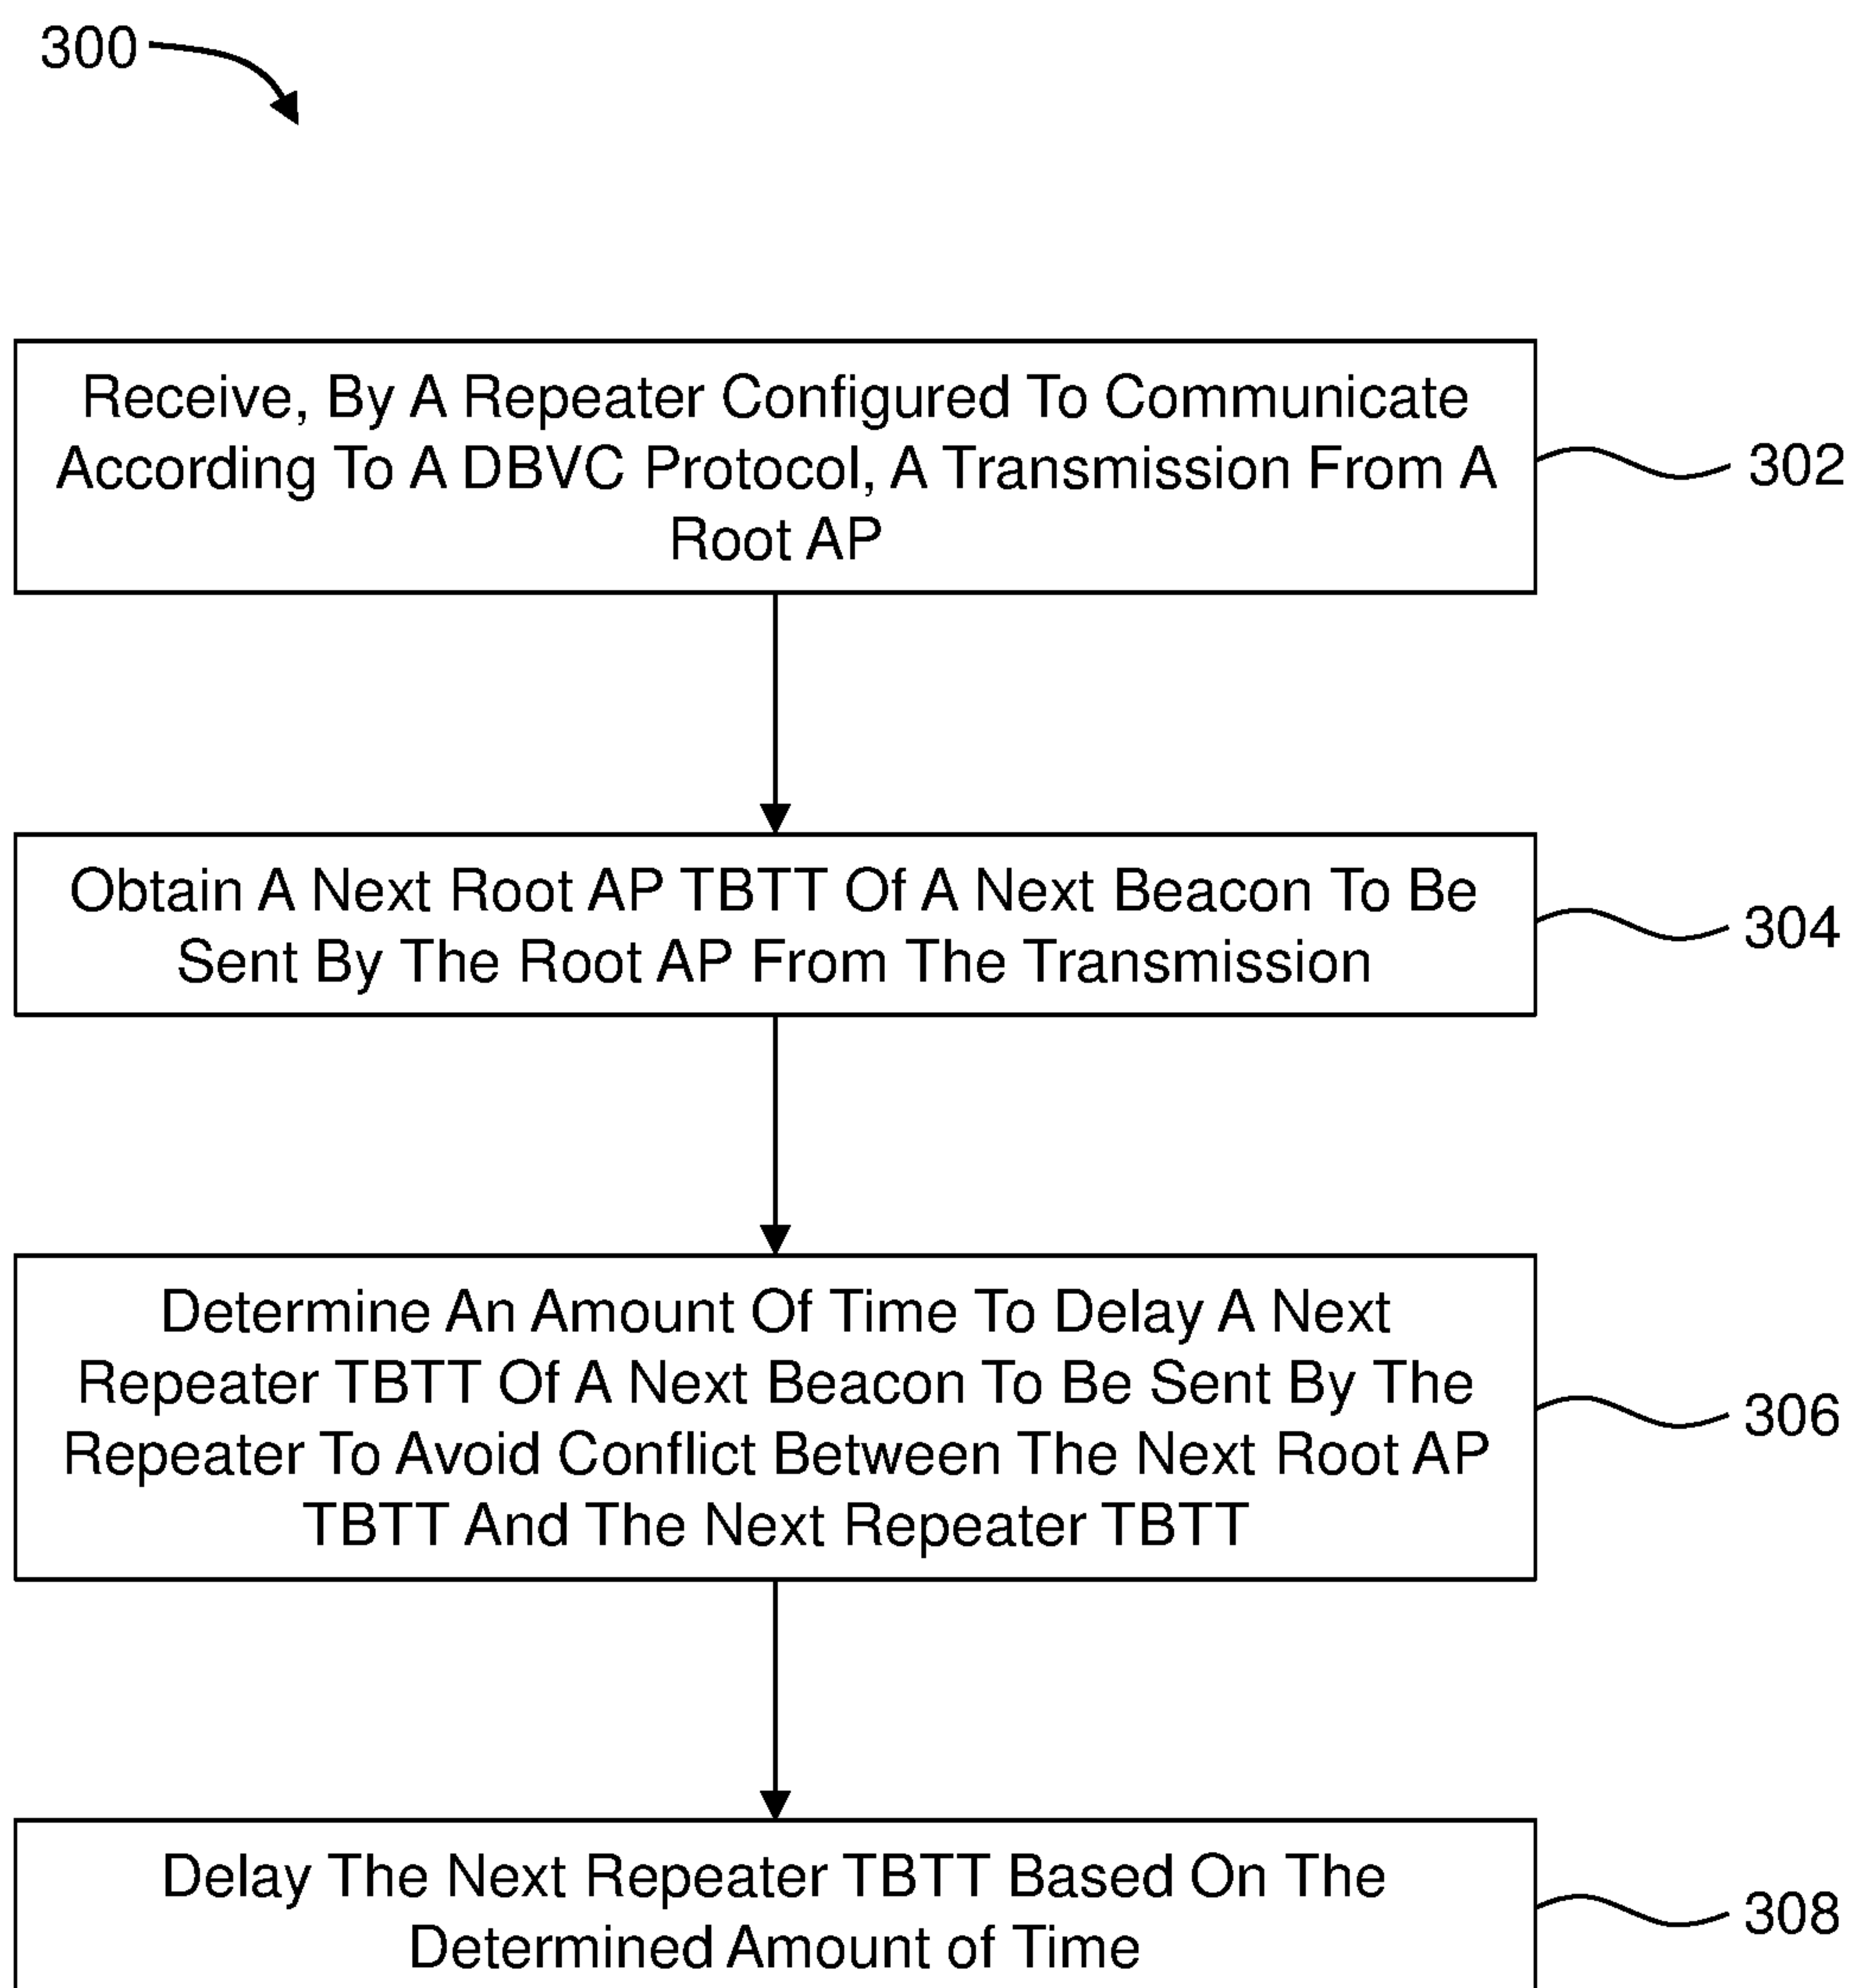 300
Receive, By A Repeater Configured To Communicate
According To A DBVC Protocol, A Transmission From A
Root AP
302
Obtain A Next Root AP TBTT Of A Next Beacon To Be
Sent By The Root AP From The Transmission
304
Determine An Amount Of Time To Delay A Next
Repeater TBTT Of A Next Beacon To Be Sent By The
Repeater To Avoid Conflict Between The Next Root AP
TBTT And The Next Repeater TBTT
306
Delay The Next Repeater TBTT Based On The
Determined Amount of Time
308